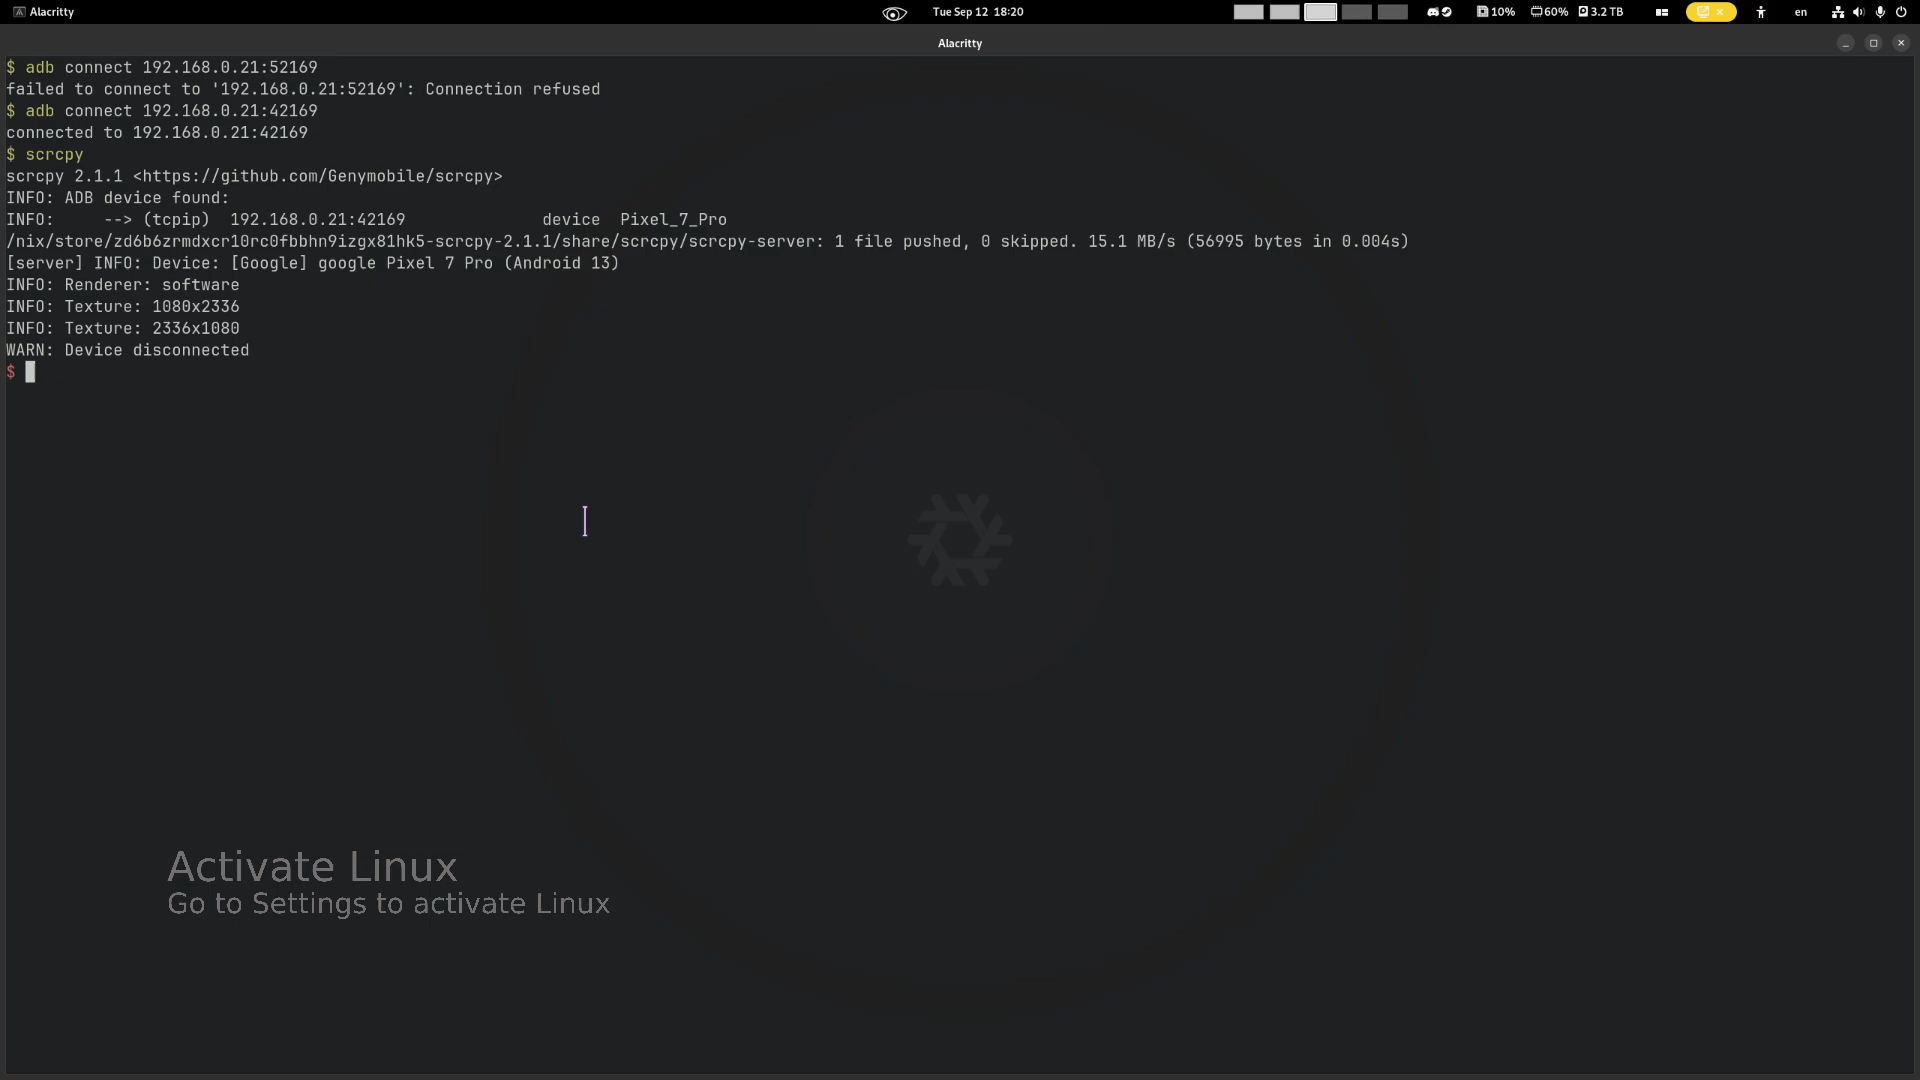 Alacritty
Tue Sep 12 18:20
10%
60%
3.2 TB
en
Alacritty
$ adb connect 192.168.0.21:52169
failed to connect to '192.168.0.21:52169': Connection refused
$ adb connect 192.168.0.21:42169
connected to 192.168.0.21:42169
$ scrcpy
scrcpy 2.1.1 <https://github.com/Genymobile/scrcpy>
INFO: ADB device found:
INFO:     --> (tcpip)  192.168.0.21:42169              device  Pixel_7_Pro
/nix/store/zd6b6zrmdxcr10rc0fbbhn9izgx81hk5-scrcpy-2.1.1/share/scrcpy/scrcpy-server: 1 file pushed, 0 skipped. 15.1 MB/s (56995 bytes in 0.004s)
[server] INFO: Device: [Google] google Pixel 7 Pro (Android 13)
INFO: Renderer: software
INFO: Texture: 1080x2336
INFO: Texture: 2336x1080
WARN: Device disconnected
$
Activate Linux
Go to Settings to activate Linux